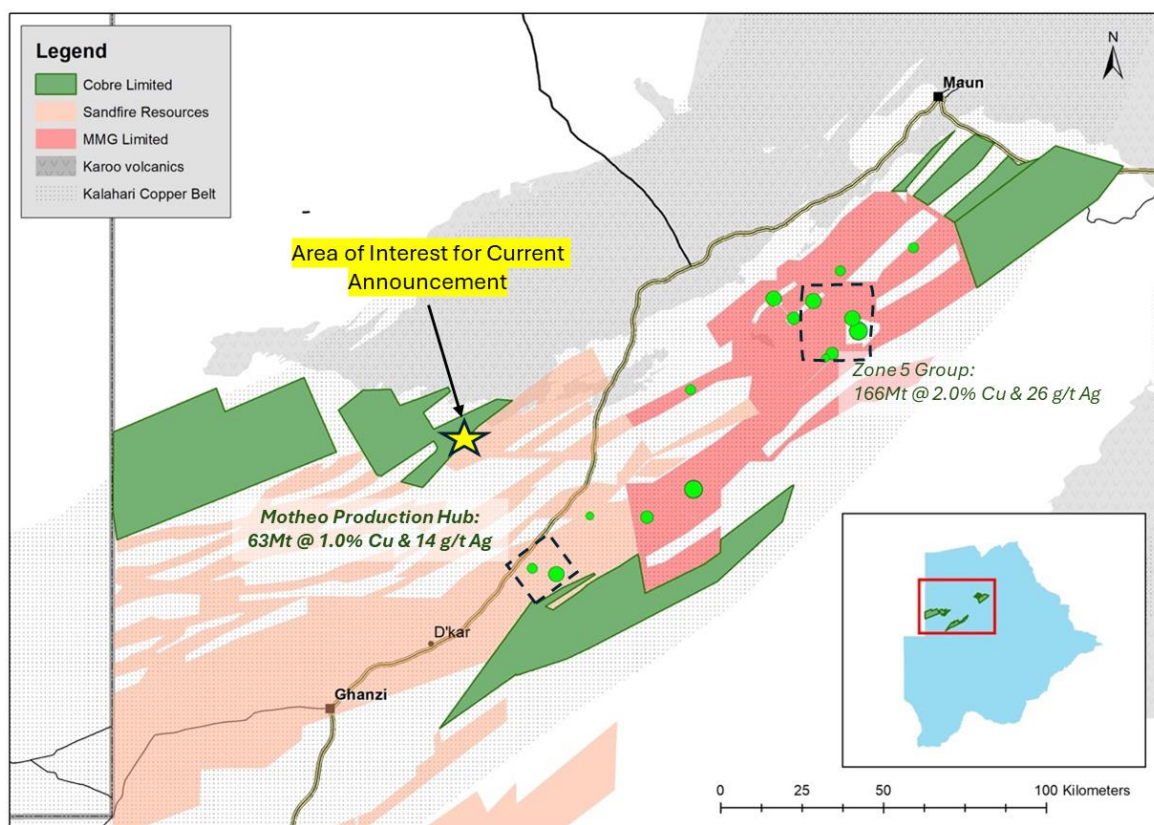 Legend
Cobre Limited
Sandfire Resources
MMG Limited
Karoo volcanics
Kalahari Copper Belt
N
Maun
Area of Interest for Current
Announcement
Zone 5 Group:
166Mt @ 2.0% Cu & 26 g/t Ag
Motheo Production Hub:
63Mt @ 1.0% Cu & 14 g/t Ag
D'kar
Ghanzi
0 25 50 100 Kilometers